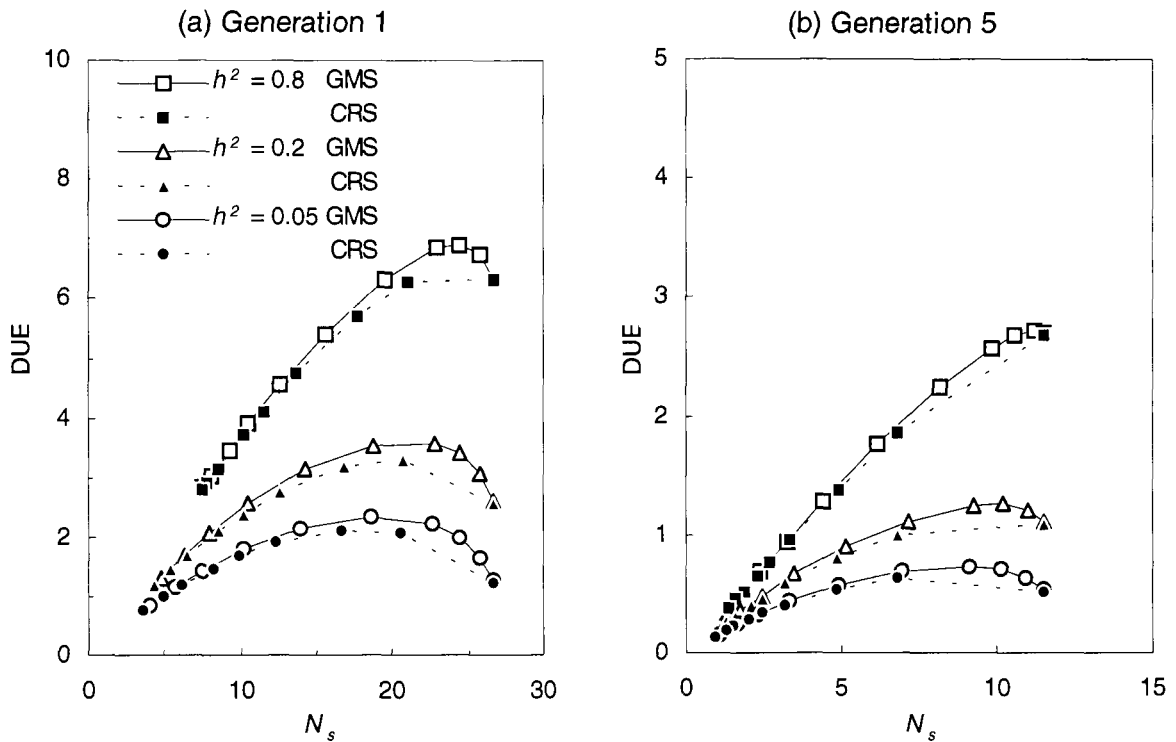 (a) Generation 1
10
8
6
4
2
0
DUE
h² = 0.8 GMS
CRS
h² = 0.2 GMS
CRS
h² = 0.05 GMS
CRS
0 10 20 30
Nₛ
(b) Generation 5
5
4
3
2
1
0
DUE
0 5 10 15
Nₛ